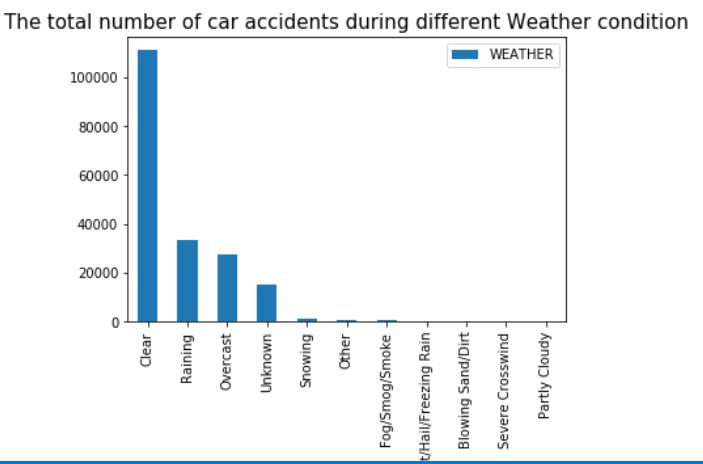 The total number of car accidents during different Weather condition
WEATHER
100000
80000
60000
40000
20000
0
Clear
Raining
Overcast
Unknown
Snowing
Other
Fog/Smog/Smoke
t/Hail/Freezing Rain
Blowing Sand/Dirt
Severe Crosswind
Partly Cloudy